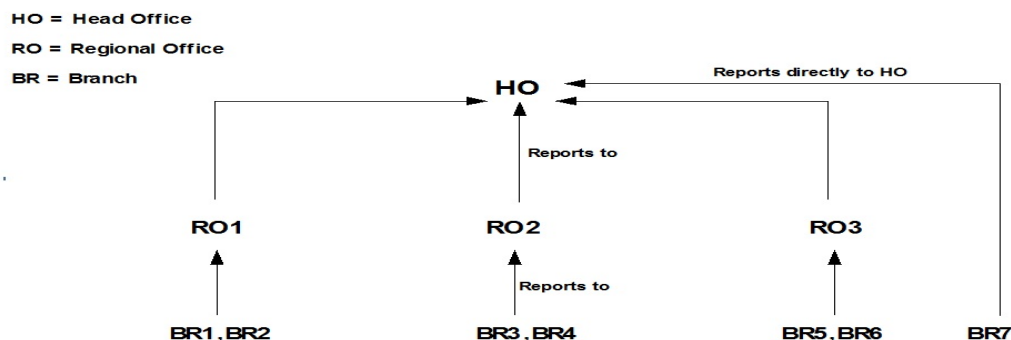 HO = Head Office
RO = Regional Office
BR = Branch
Reports directly to HO
HO
Reports to
RO1 RO2 RO3
Reports to
BR1,BR2 BR3,BR4 BR5,BR6 BR7